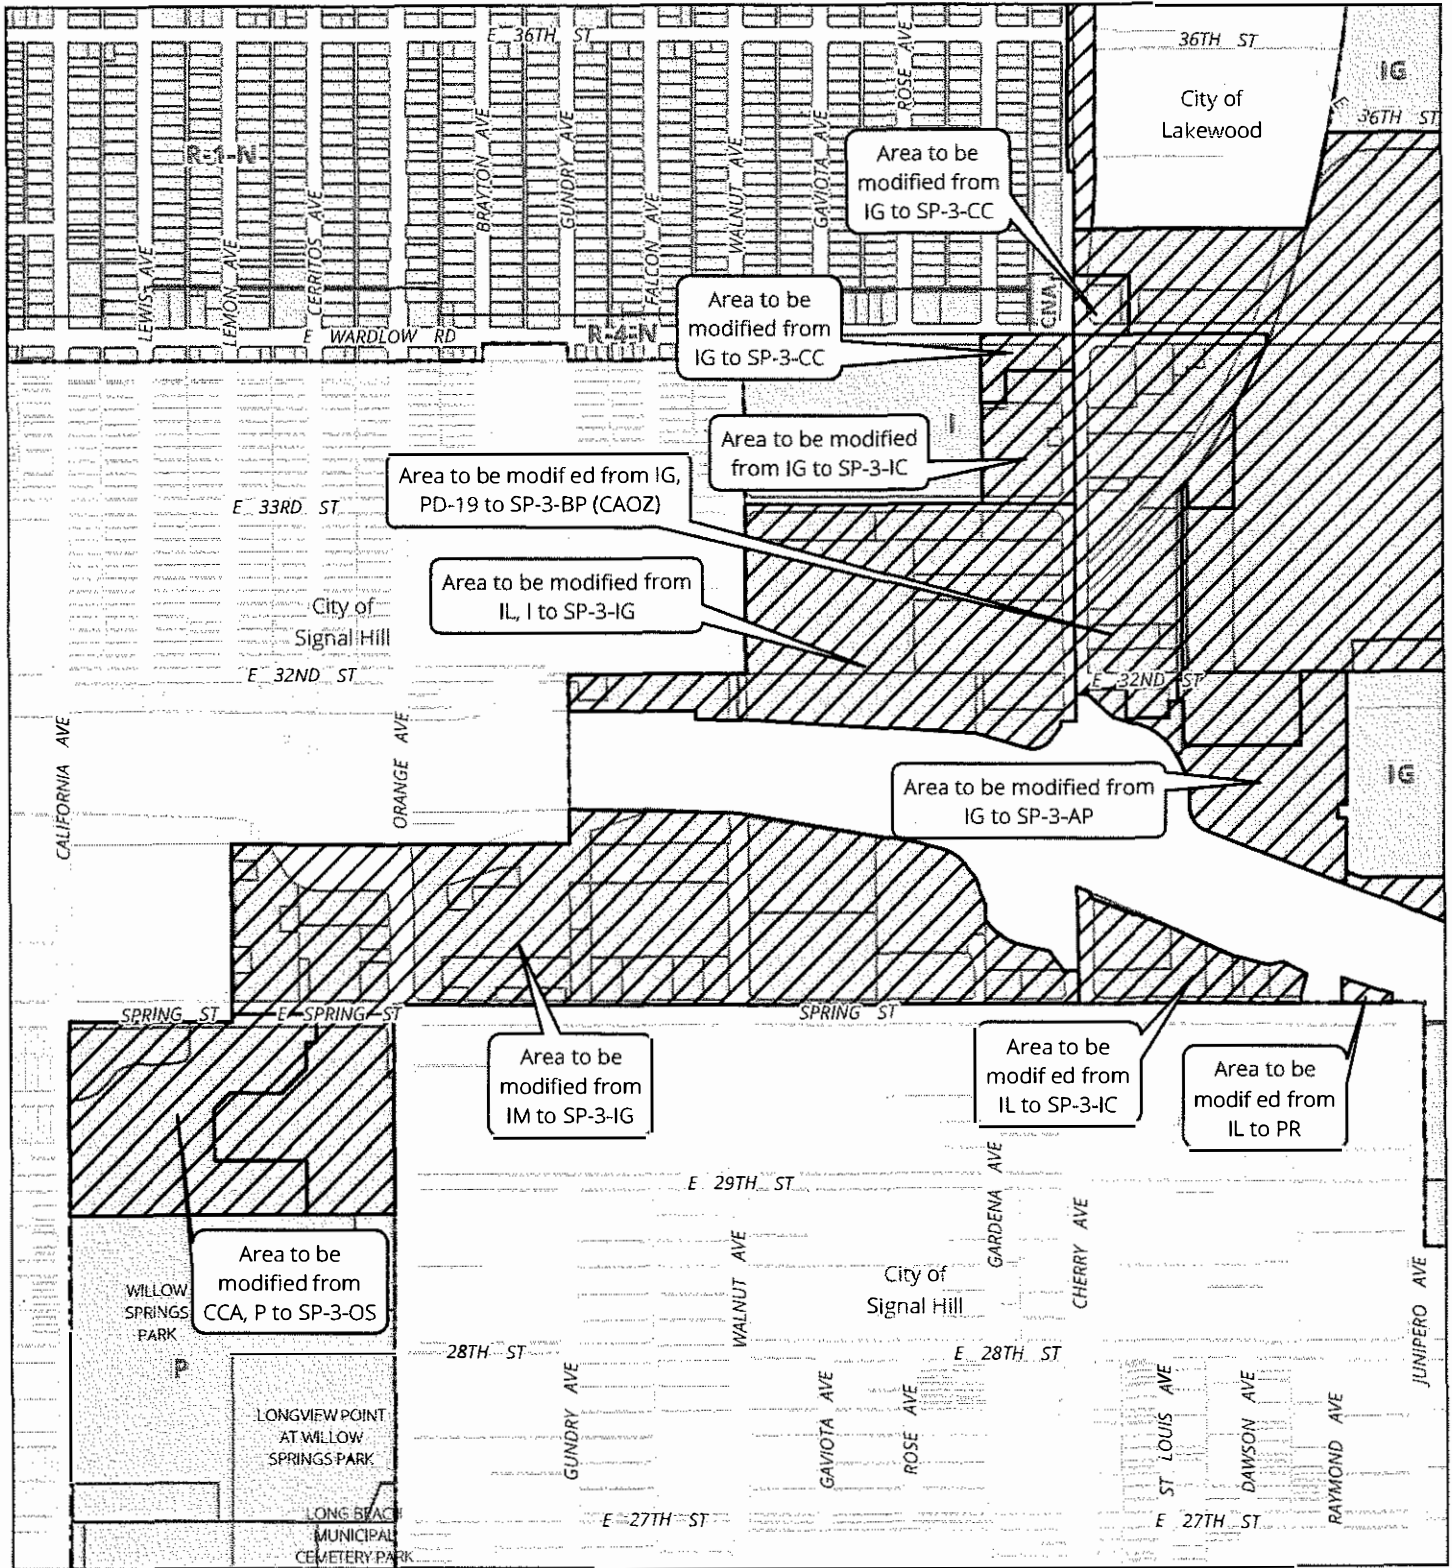 E 36TH ST
ROSE AVE
36TH ST
IG
City of
Lakewood
E 36TH ST
R-1-N
BRAYTON AVE
GUNDRY AVE
WALNUT AVE
GAVIOTA AVE
Area to be
modified from
IG to SP-3-CC
LEWIS AVE
LEMON AVE
CERRITOS AVE
FALCON AVE
CNA
Area to be
modified from
IG to SP-3-CC
E WARDLOW RD
R-4-N
I
Area to be modified
from IG to SP-3-IC
Area to be modif ed from IG,
PD-19 to SP-3-BP (CAOZ)
E 33RD ST
Area to be modified from
IL, I to SP-3-IG
City of
Signal Hill
E 32ND ST
E 32ND ST
CALIFORNIA AVE
ORANGE AVE
Area to be modified from
IG to SP-3-AP
IG
SPRING ST
E SPRING ST
SPRING ST
Area to be
modified from
IM to SP-3-IG
Area to be
modif ed from
IL to SP-3-IC
Area to be
modif ed from
IL to PR
E 29TH ST
GARDENA AVE
CHERRY AVE
WALNUT AVE
Area to be
modified from
CCA, P to SP-3-OS
WILLOW
SPRINGS
PARK
P
City of
Signal Hill
JUNIPERO AVE
28TH ST
E 28TH ST
GUNDRY AVE
GAVIOTA AVE
ROSE AVE
ST LOUIS AVE
DAWSON AVE
RAYMOND AVE
LONGVIEW POINT
AT WILLOW
SPRINGS PARK
LONG BEACH
MUNICIPAL
CEMETERY PARK
E 27TH ST
E 27TH ST